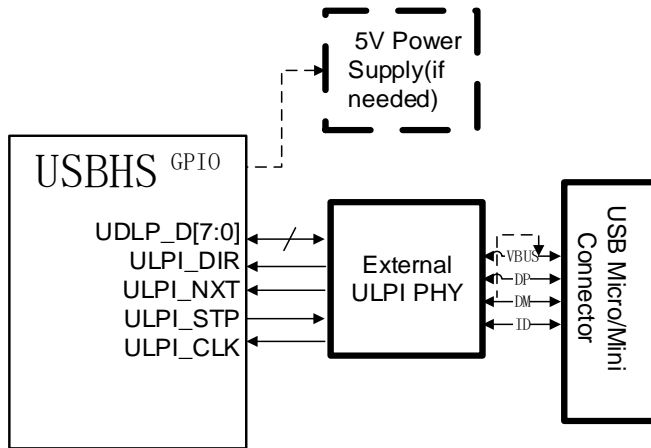 5V Power
Supply(if
needed)
USBHS GPIO
UDLP_D[7:0]
ULPI_DIR
ULPI_NXT
ULPI_STP
ULPI_CLK
External
ULPI PHY
VBUS
DP
DM
ID
USB Micro/Mini
Connector